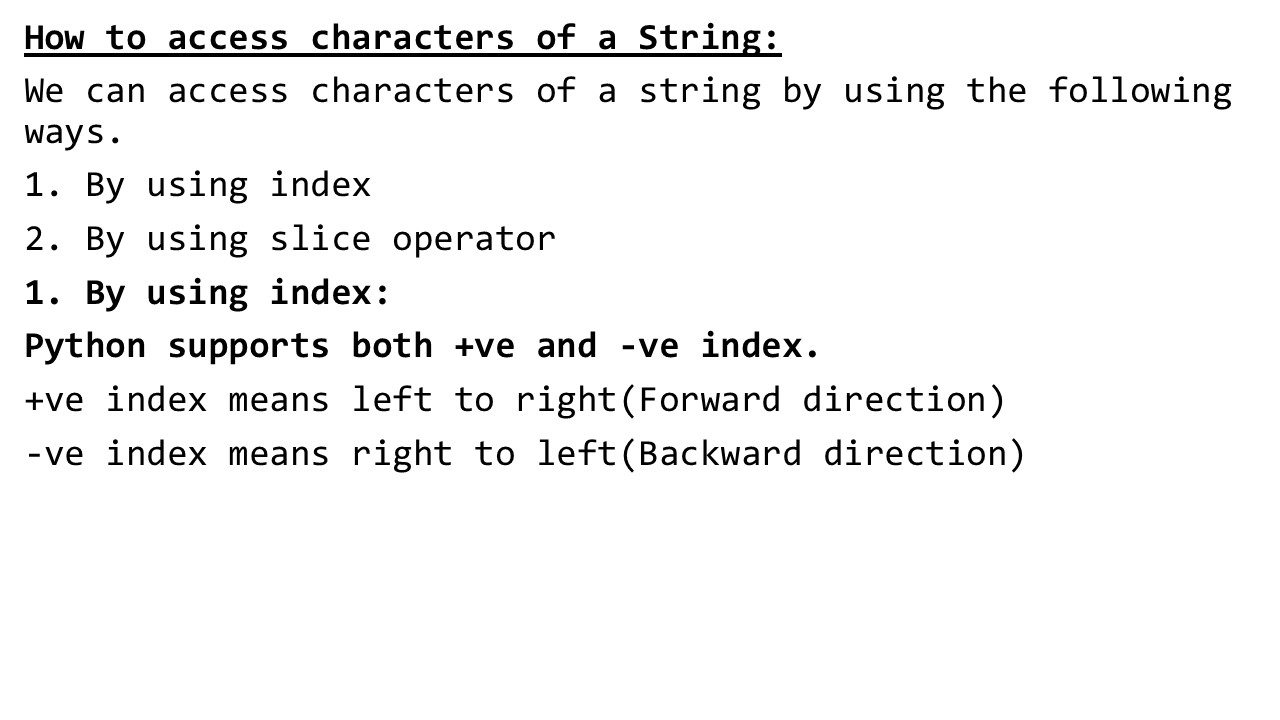 How to access characters of a String:
We can access characters of a string by using the following
ways.
1. By using index
2. By using slice operator
1. By using index:
Python supports both +ve and -ve index.
+ve index means left to right(Forward direction)
-ve index means right to left(Backward direction)